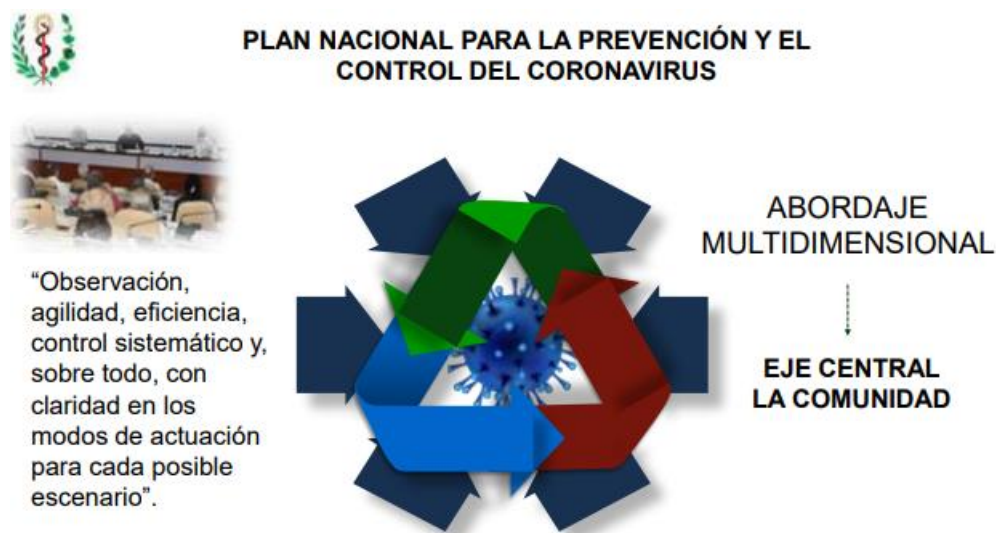 PLAN NACIONAL PARA LA PREVENCIÓN Y EL
CONTROL DEL CORONAVIRUS
“Observación,
agilidad, eficiencia,
control sistemático y,
sobre todo, con
claridad en los
modos de actuación
para cada posible
escenario”.
ABORDAJE
MULTIDIMENSIONAL
EJE CENTRAL
LA COMUNIDAD